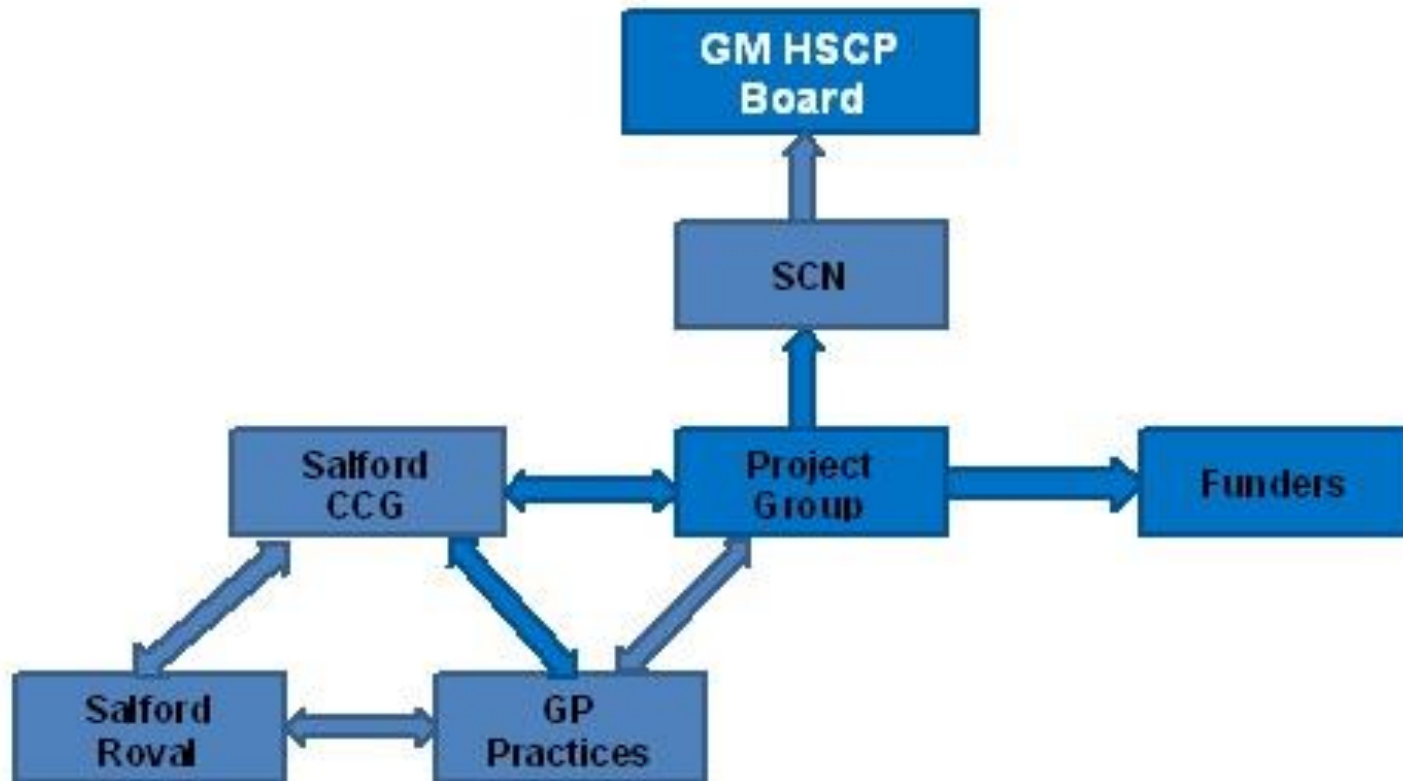 GM HSCP
Board
SCN
Salford
CCG
Project
Group
Funders
Salford
Royal
GP
Practices